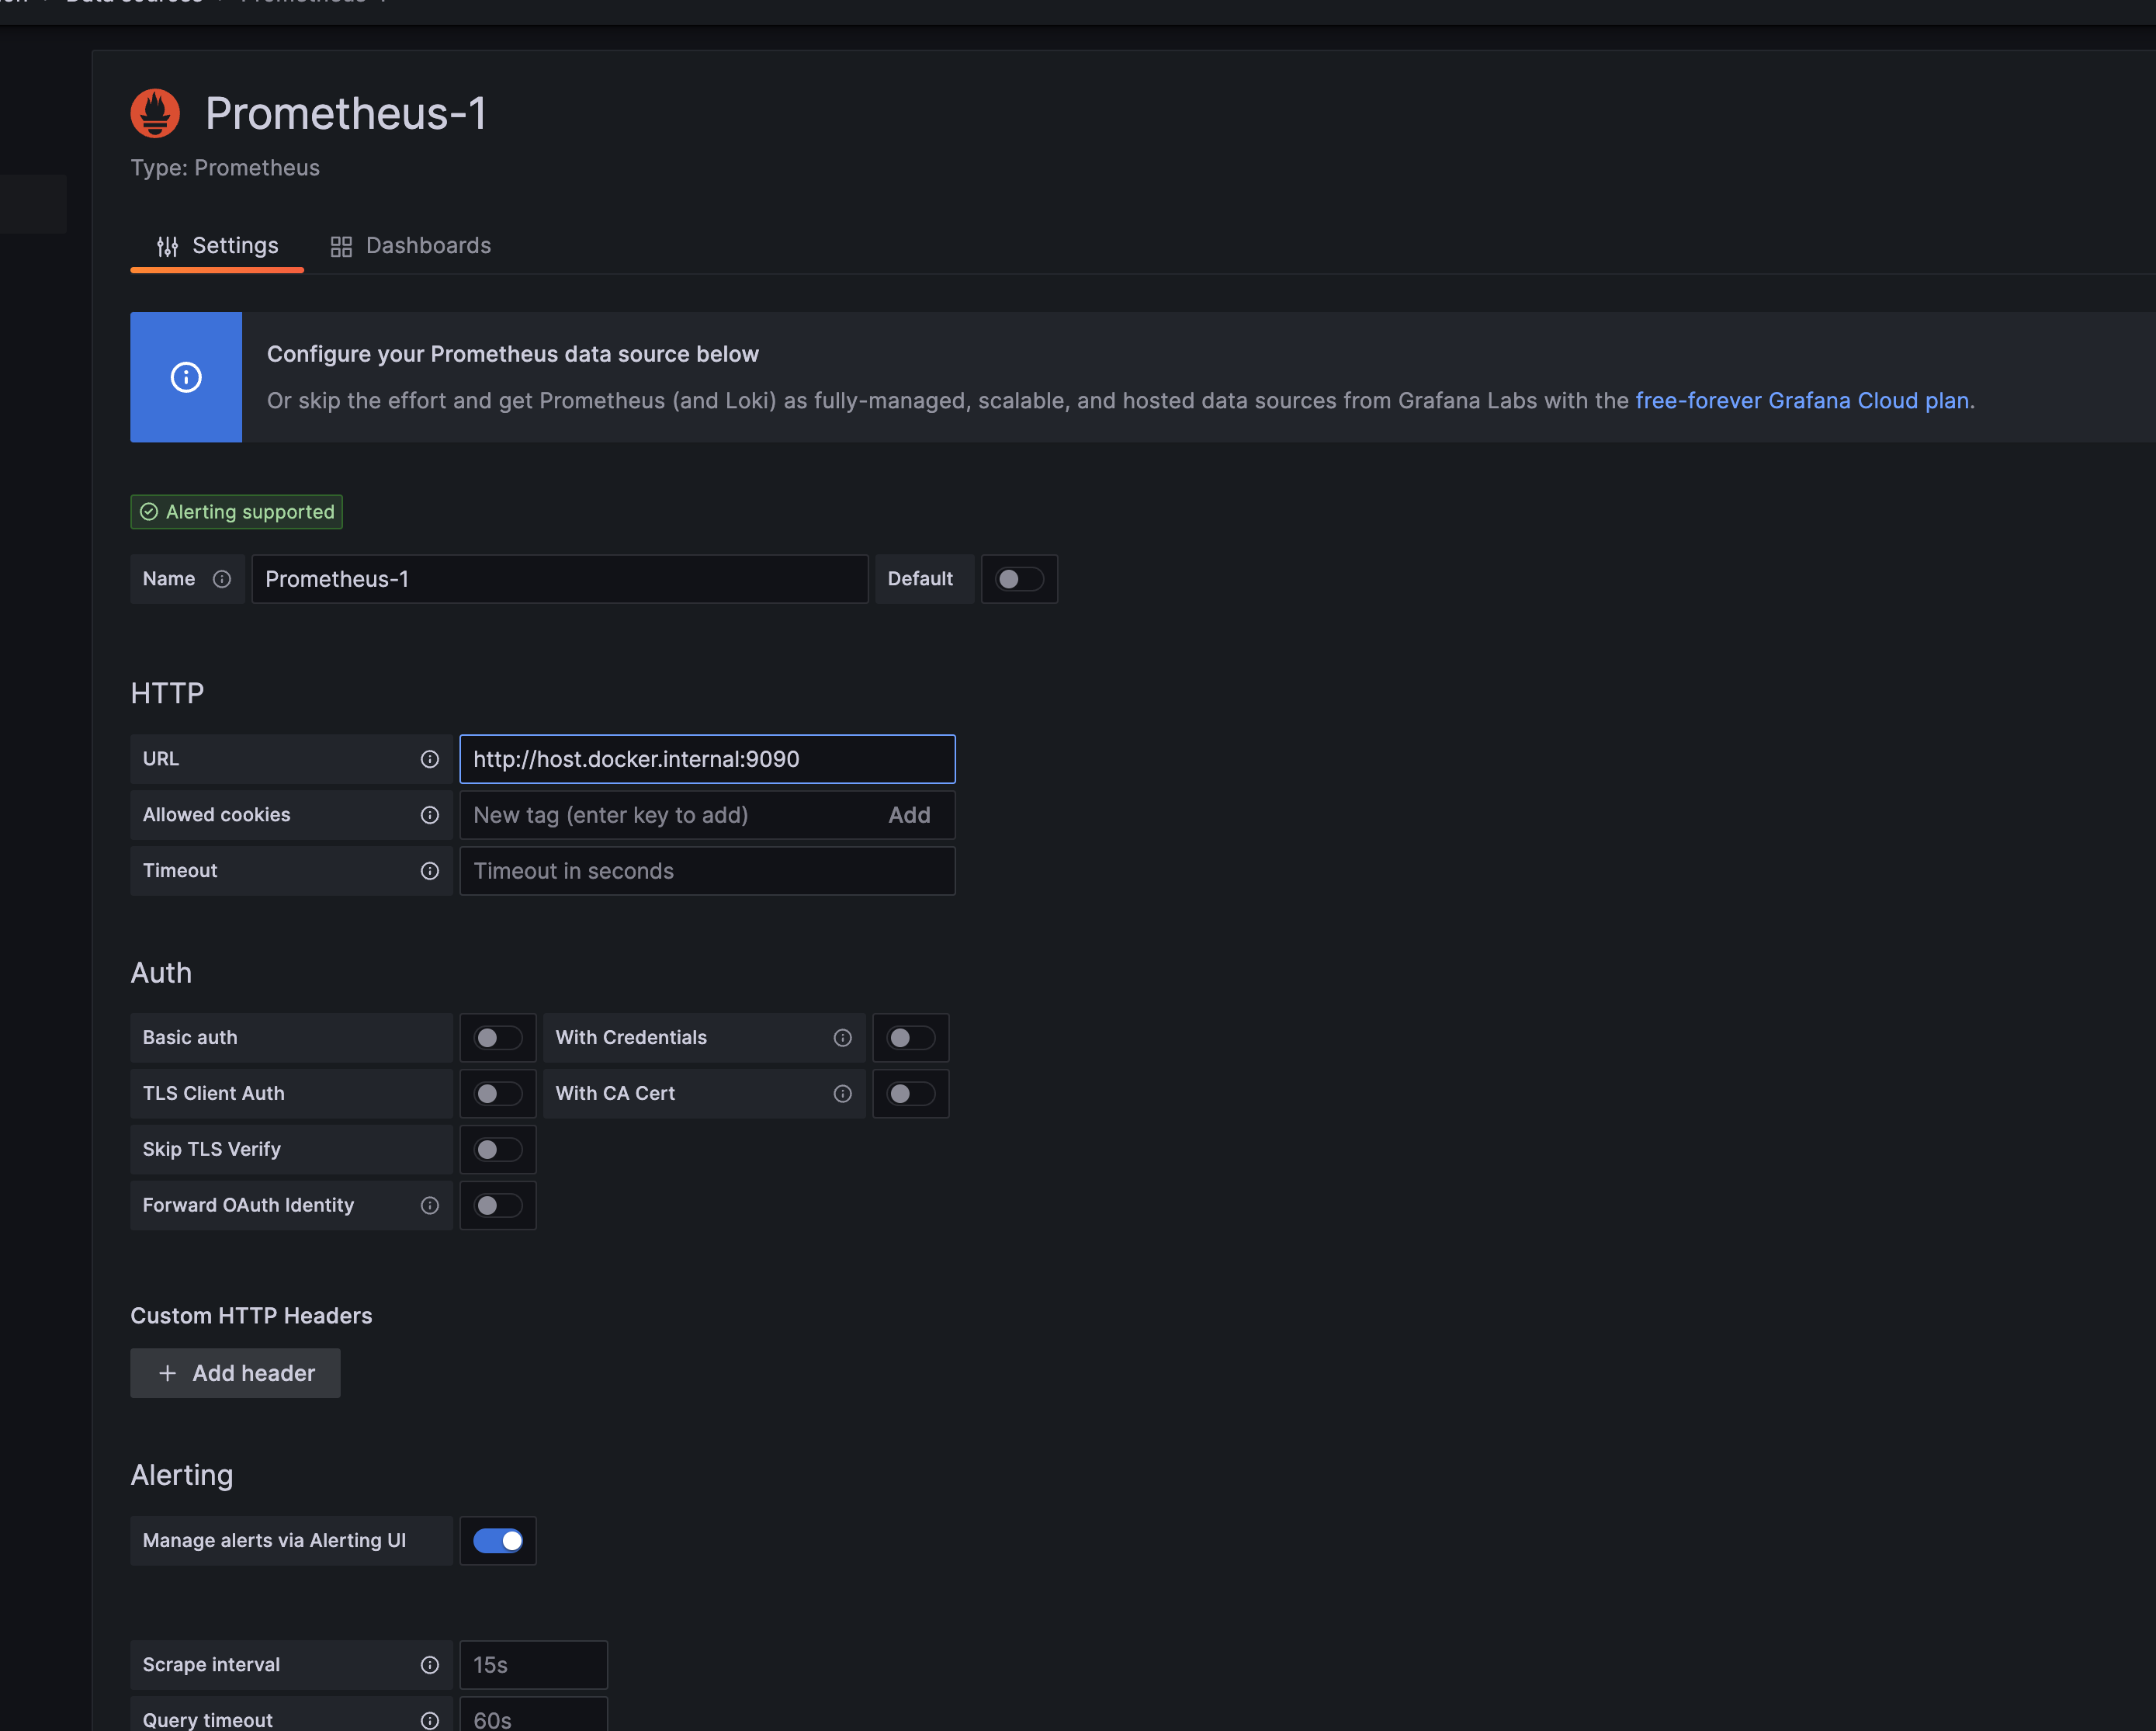 Data sources
Prometheus-1
Prometheus-1
Type: Prometheus
Settings
Dashboards
Configure your Prometheus data source below
Or skip the effort and get Prometheus (and Loki) as fully-managed, scalable, and hosted data sources from Grafana Labs with the free-forever Grafana Cloud plan.
Alerting supported
Name
Prometheus-1
Default
HTTP
URL
http://host.docker.internal:9090
Allowed cookies
New tag (enter key to add)
Add
Timeout
Timeout in seconds
Auth
Basic auth
With Credentials
TLS Client Auth
With CA Cert
Skip TLS Verify
Forward OAuth Identity
Custom HTTP Headers
Add header
Alerting
Manage alerts via Alerting UI
Scrape interval
15s
Query timeout
60s